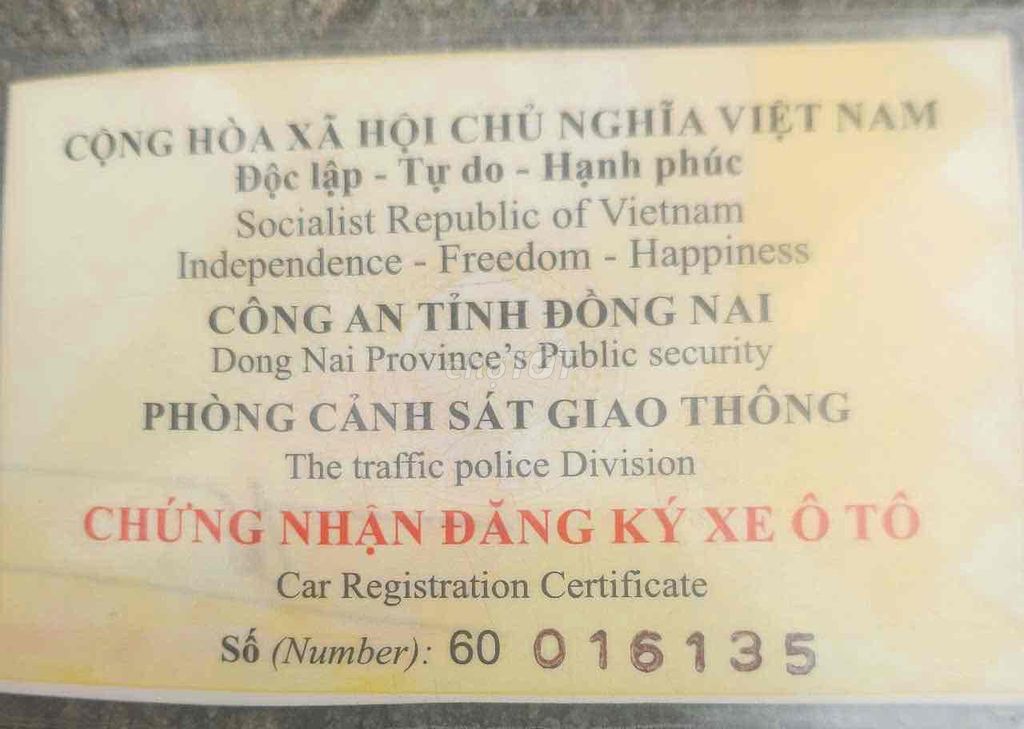 CỘNG HÒA XÃ HỘI CHỦ NGHĨA VIỆT NAM
Độc lập - Tự do - Hạnh phúc
Socialist Republic of Vietnam
Independence - Freedom - Happiness
CÔNG AN TỈNH ĐỒNG NAI
Dong Nai Province's Public security
chợTỐT
PHÒNG CẢNH SÁT GIAO THÔNG
The traffic police Division
CHỨNG NHẬN ĐĂNG KÝ XE Ô TÔ
Car Registration Certificate
Số (Number): 60 016135